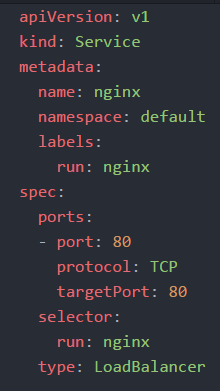 apiVersion: v1
kind: Service
metadata:
  name: nginx
  namespace: default
  labels:
    run: nginx
spec:
  ports:
  - port: 80
    protocol: TCP
    targetPort: 80
  selector:
    run: nginx
  type: LoadBalancer